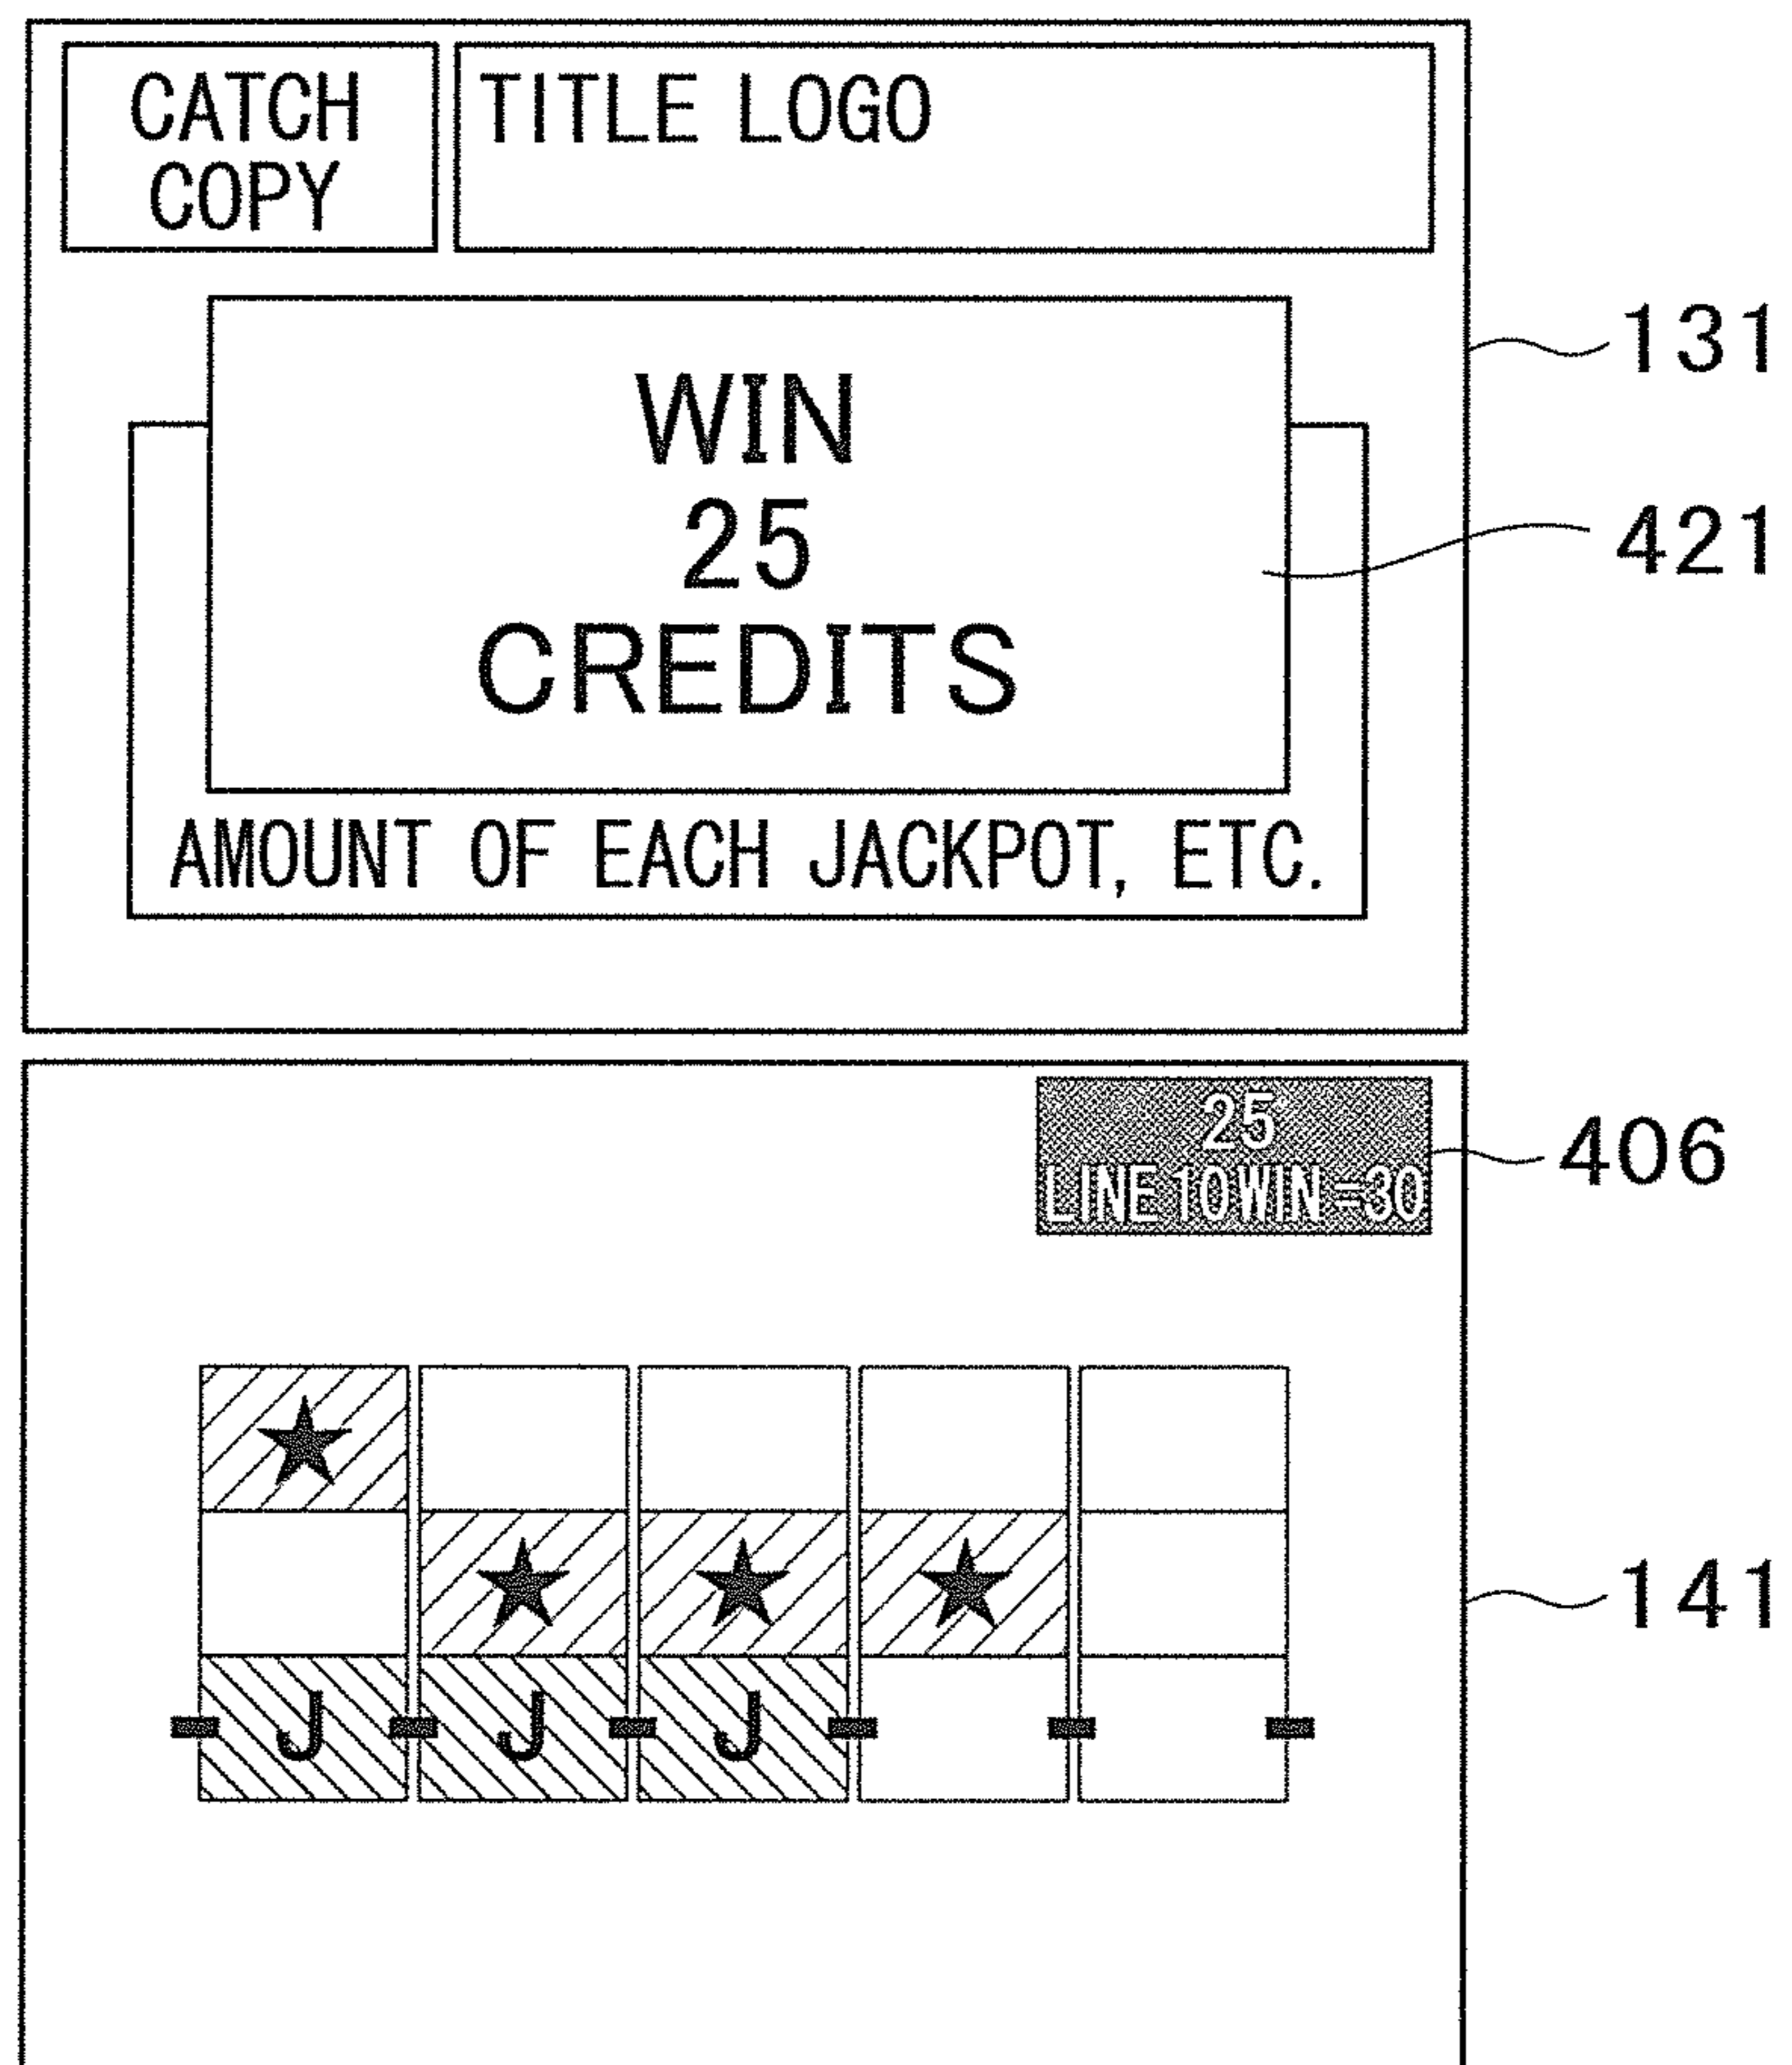 CATCH
COPY
TITLE LOGO
131
WIN
25
CREDITS
421
AMOUNT OF EACH JACKPOT, ETC.
25
LINE 10 WIN =30
406
141
J J J